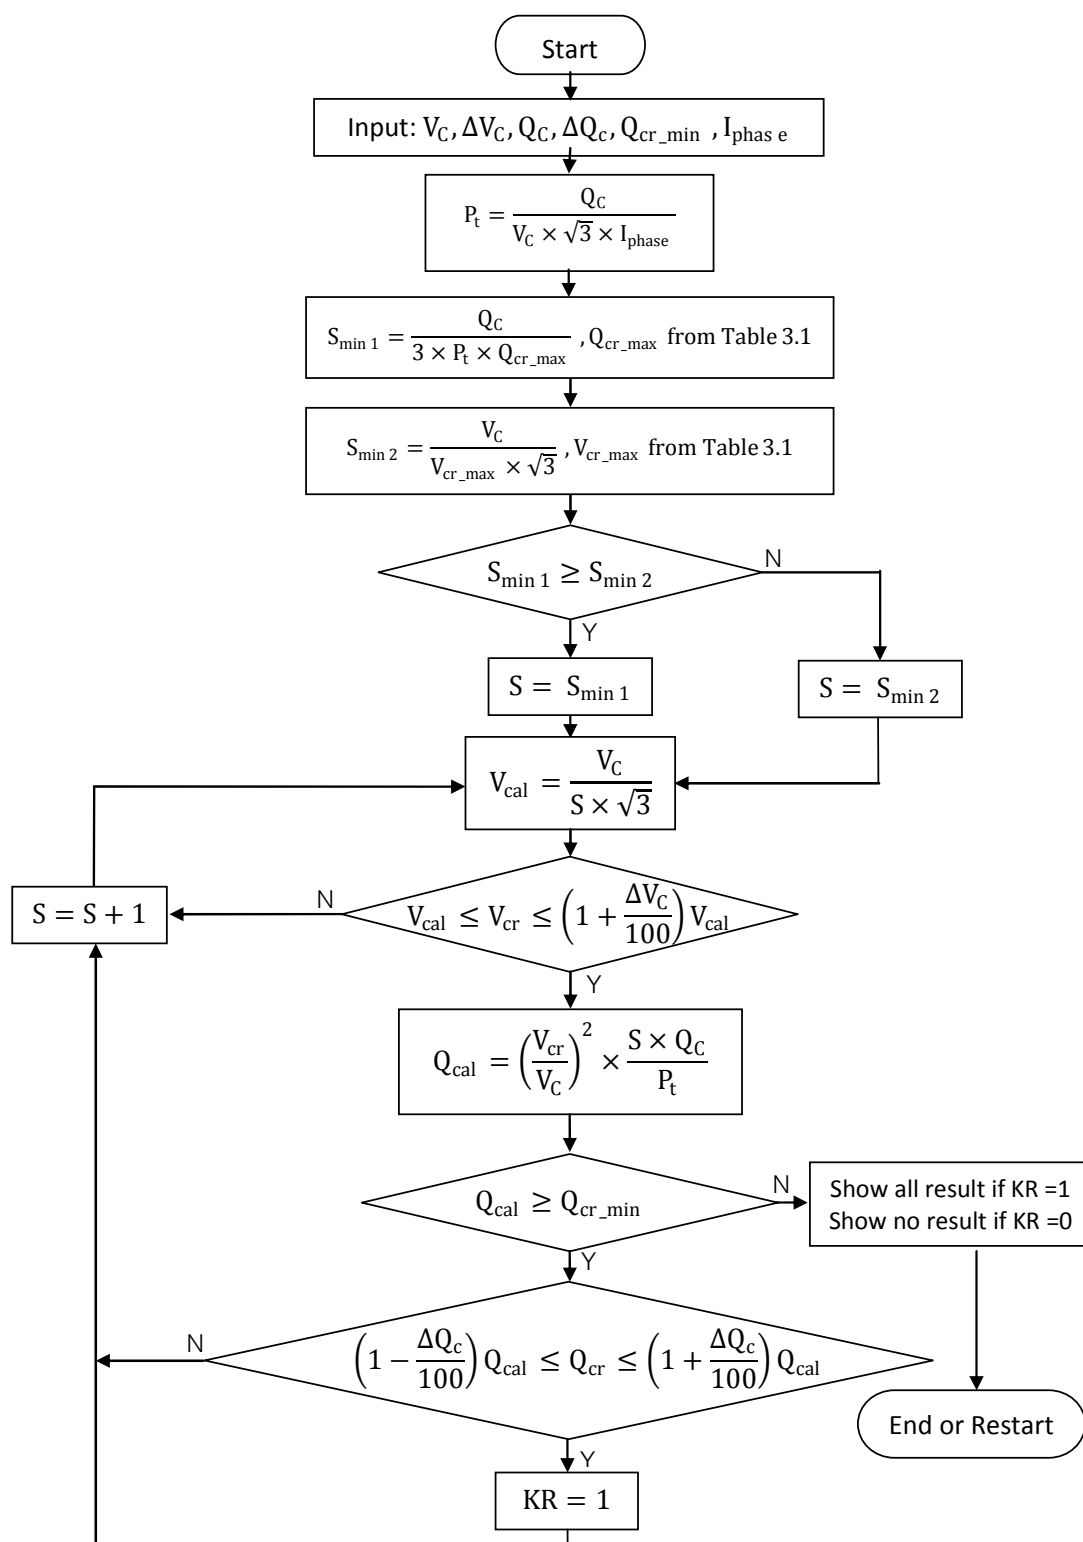 Start
Input: V_C, ΔV_C, Q_C, ΔQ_c, Q_cr_min , I_phas e
P_t = Q_C / (V_C × √3 × I_phase)
S_min 1 = Q_C / (3 × P_t × Q_cr_max) , Q_cr_max from Table 3.1
S_min 2 = V_C / (V_cr_max × √3) , V_cr_max from Table 3.1
S_min 1 ≥ S_min 2
N
Y
S = S_min 1
S = S_min 2
V_cal = V_C / (S × √3)
S = S + 1
N
V_cal ≤ V_cr ≤ (1 + ΔV_C / 100) V_cal
Y
Q_cal = (V_cr / V_C)^2 × (S × Q_C) / P_t
Q_cal ≥ Q_cr_min
N
Show all result if KR =1
Show no result if KR =0
Y
N
(1 − ΔQ_c / 100) Q_cal ≤ Q_cr ≤ (1 + ΔQ_c / 100) Q_cal
End or Restart
Y
KR = 1